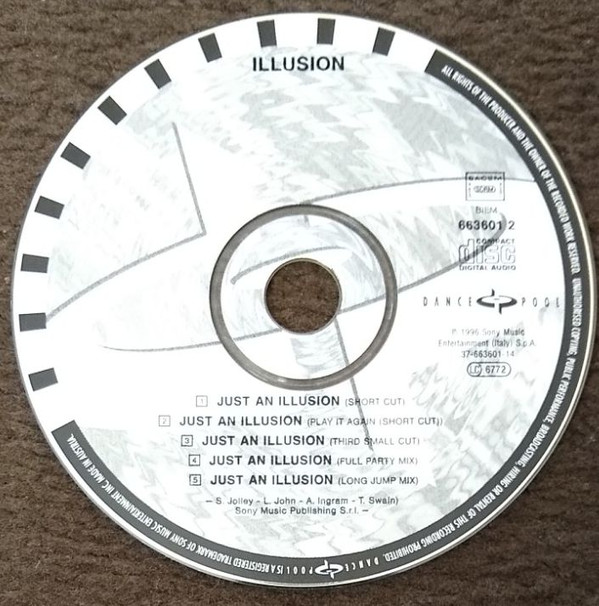 ILLUSION
SACEM
BIEM
663601 2
COMPACT
disc
DIGITAL AUDIO
DANCE POOL
℗ 1996 Sony Music
Entertainment (Italy) S.p.A.
37-663601-14
LC 6772
1 JUST AN ILLUSION (SHORT CUT)
2 JUST AN ILLUSION (PLAY IT AGAIN (SHORT CUT))
3 JUST AN ILLUSION (THIRD SMALL CUT)
4 JUST AN ILLUSION (FULL PARTY MIX)
5 JUST AN ILLUSION (LONG JUMP MIX)
– S. Jolley – L. John – A. Ingram – T. Swain)
Sony Music Publishing S.r.l. –
ALL RIGHTS OF THE PRODUCER AND THE OWNER OF THE RECORDED WORK RESERVED. UNAUTHORISED COPYING, PUBLIC PERFORMANCE, BROADCASTING, HIRING OR RENTAL OF THIS RECORDING PROHIBITED. DANCE POOL IS A REGISTERED TRADEMARK OF SONY MUSIC ENTERTAINMENT INC. MADE IN AUSTRIA.